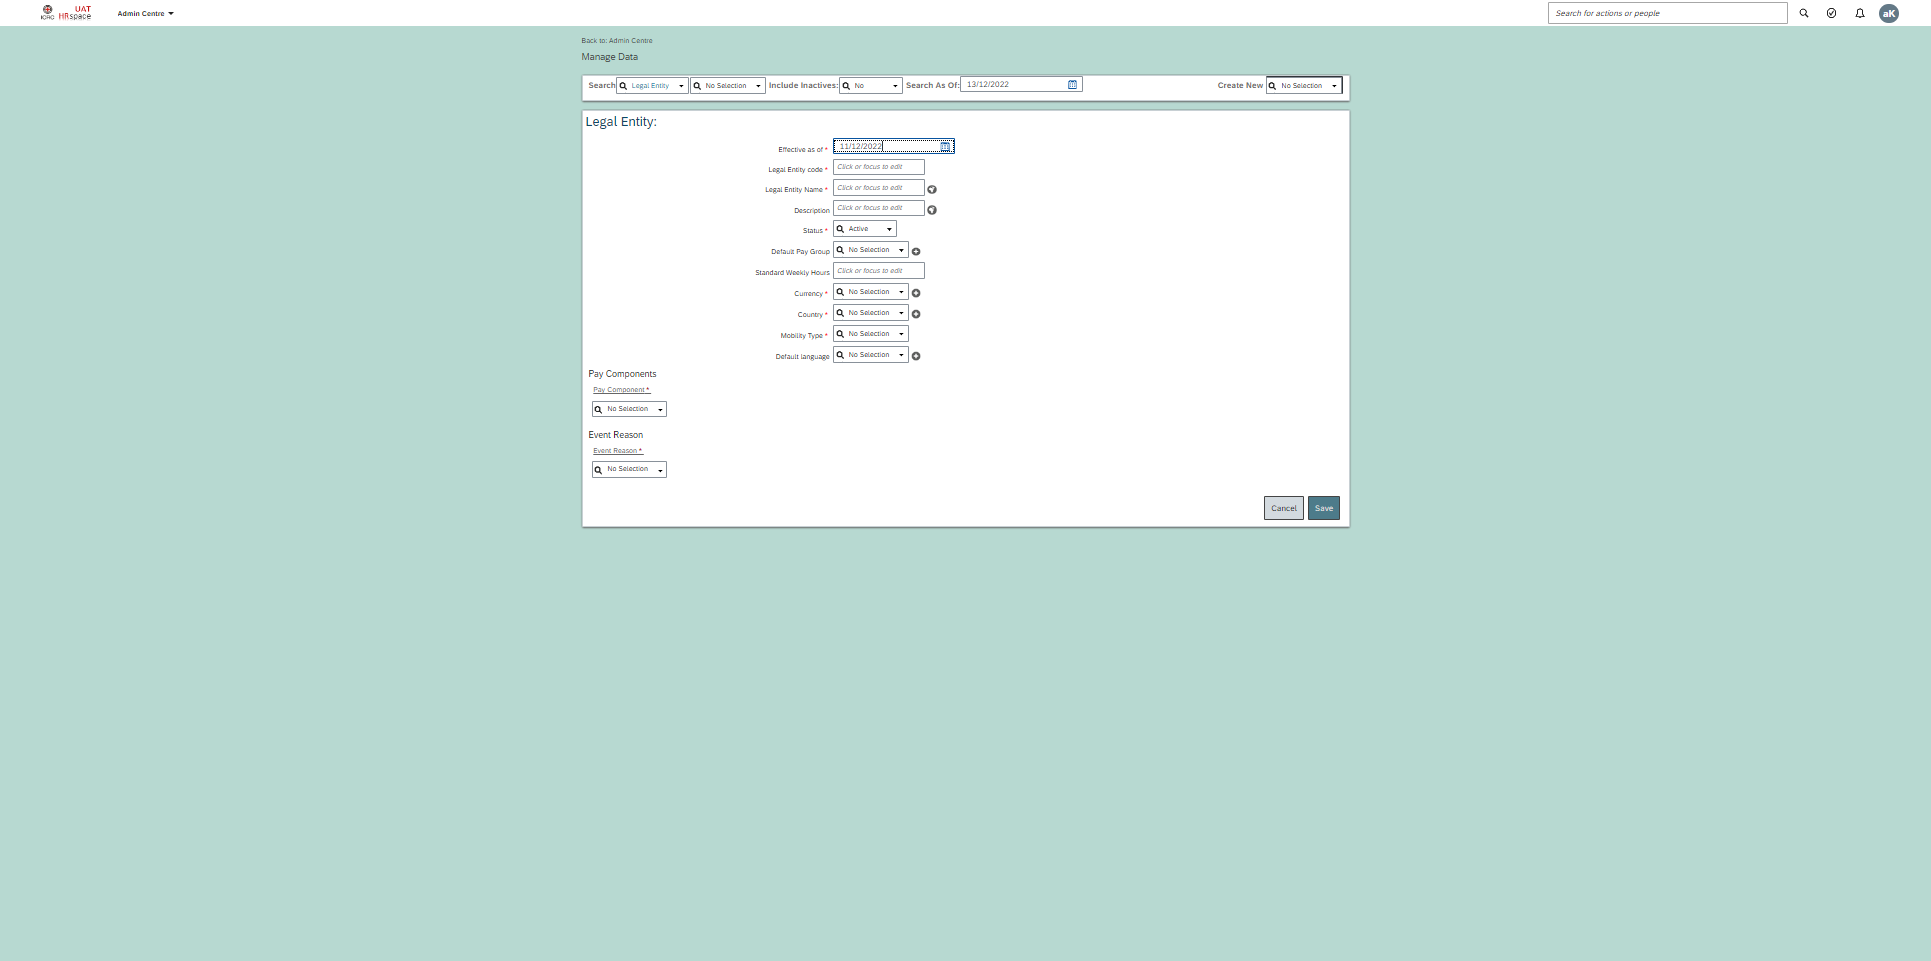 ICRC
UAT
HRspace
Admin Centre
Search for actions or people
aK
Back to: Admin Centre
Manage Data
Search Legal Entity No Selection Include Inactives: No Search As Of: 13/12/2022 Create New No Selection
Legal Entity:
Effective as of * 11/12/2022
Legal Entity code * Click or focus to edit
Legal Entity Name * Click or focus to edit
Description Click or focus to edit
Status * Active
Default Pay Group No Selection
Standard Weekly Hours Click or focus to edit
Currency * No Selection
Country * No Selection
Mobility Type * No Selection
Default language No Selection
Pay Components
Pay Component *
No Selection
Event Reason
Event Reason *
No Selection
Cancel Save